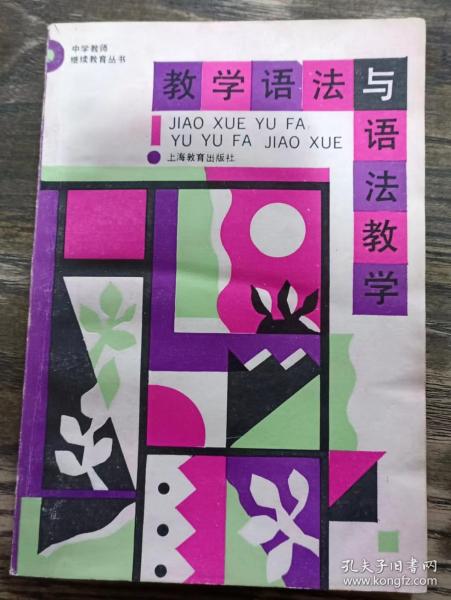 中学教师
继续教育丛书
教学语法与
语法教学
JIAO XUE YU FA
YU YU FA JIAO XUE
上海教育出版社
孔夫子旧书网
www.kongfz.com